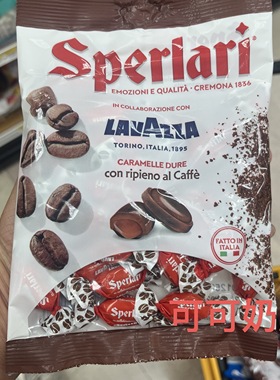 Sperlari
EMOZIONI E QUALITÀ · CREMONA 1836
IN COLLABORAZIONE CON
LAVAZZA
TORINO, ITALIA, 1895
CARAMELLE DURE
con ripieno al Caffè
FATTO IN
ITALIA
Sperlari
Sperlari
可可奶